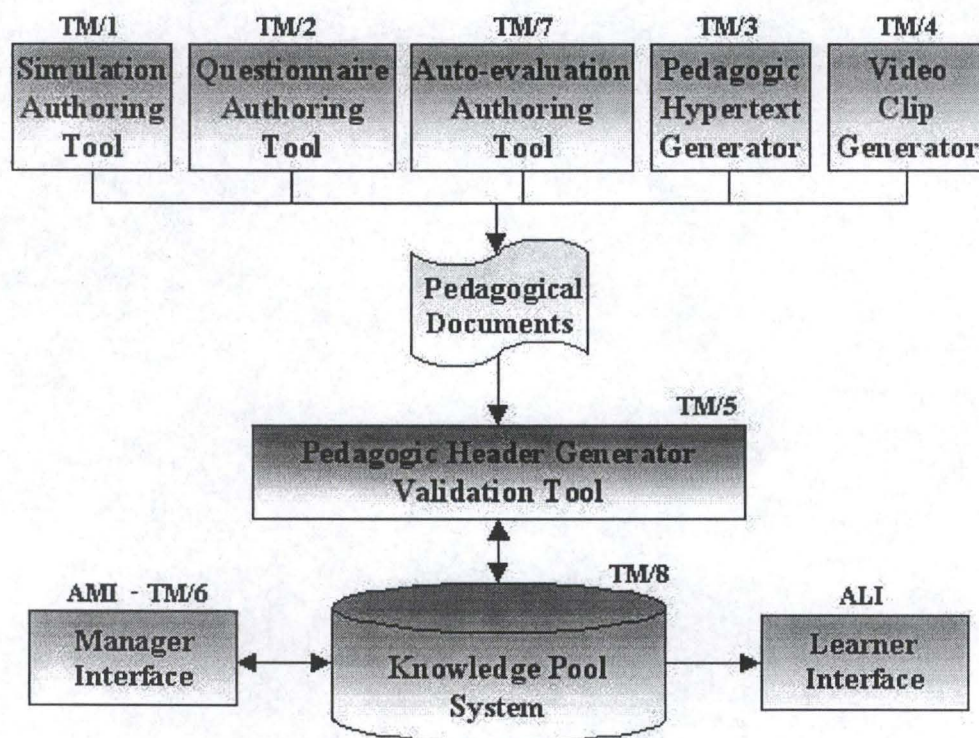 TM/1 TM/2 TM/7 TM/3 TM/4
Simulation
Authoring
Tool
Questionnaire
Authoring
Tool
Auto-evaluation
Authoring
Tool
Pedagogic
Hypertext
Generator
Video
Clip
Generator
Pedagogical
Documents
TM/5
Pedagogic Header Generator
Validation Tool
TM/8
AMI - TM/6
Manager
Interface
Knowledge Pool
System
ALI
Learner
Interface